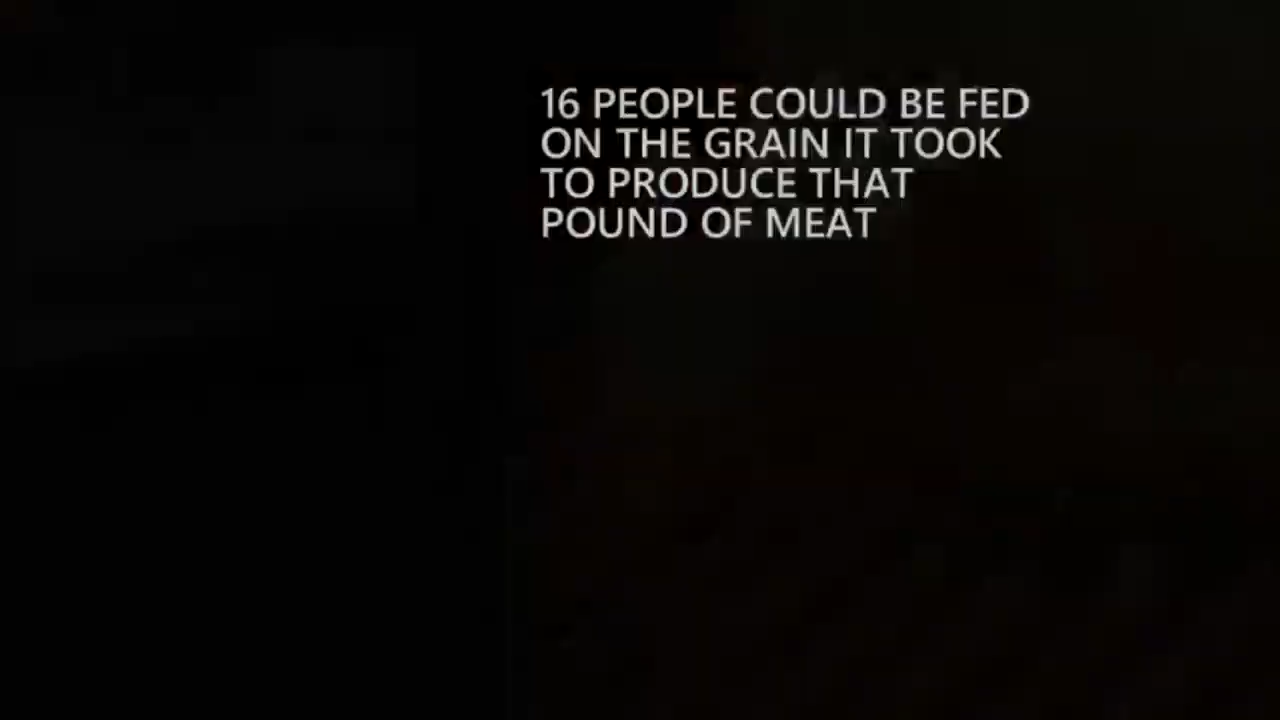 16 PEOPLE COULD BE FED
ON THE GRAIN IT TOOK
TO PRODUCE THAT
POUND OF MEAT